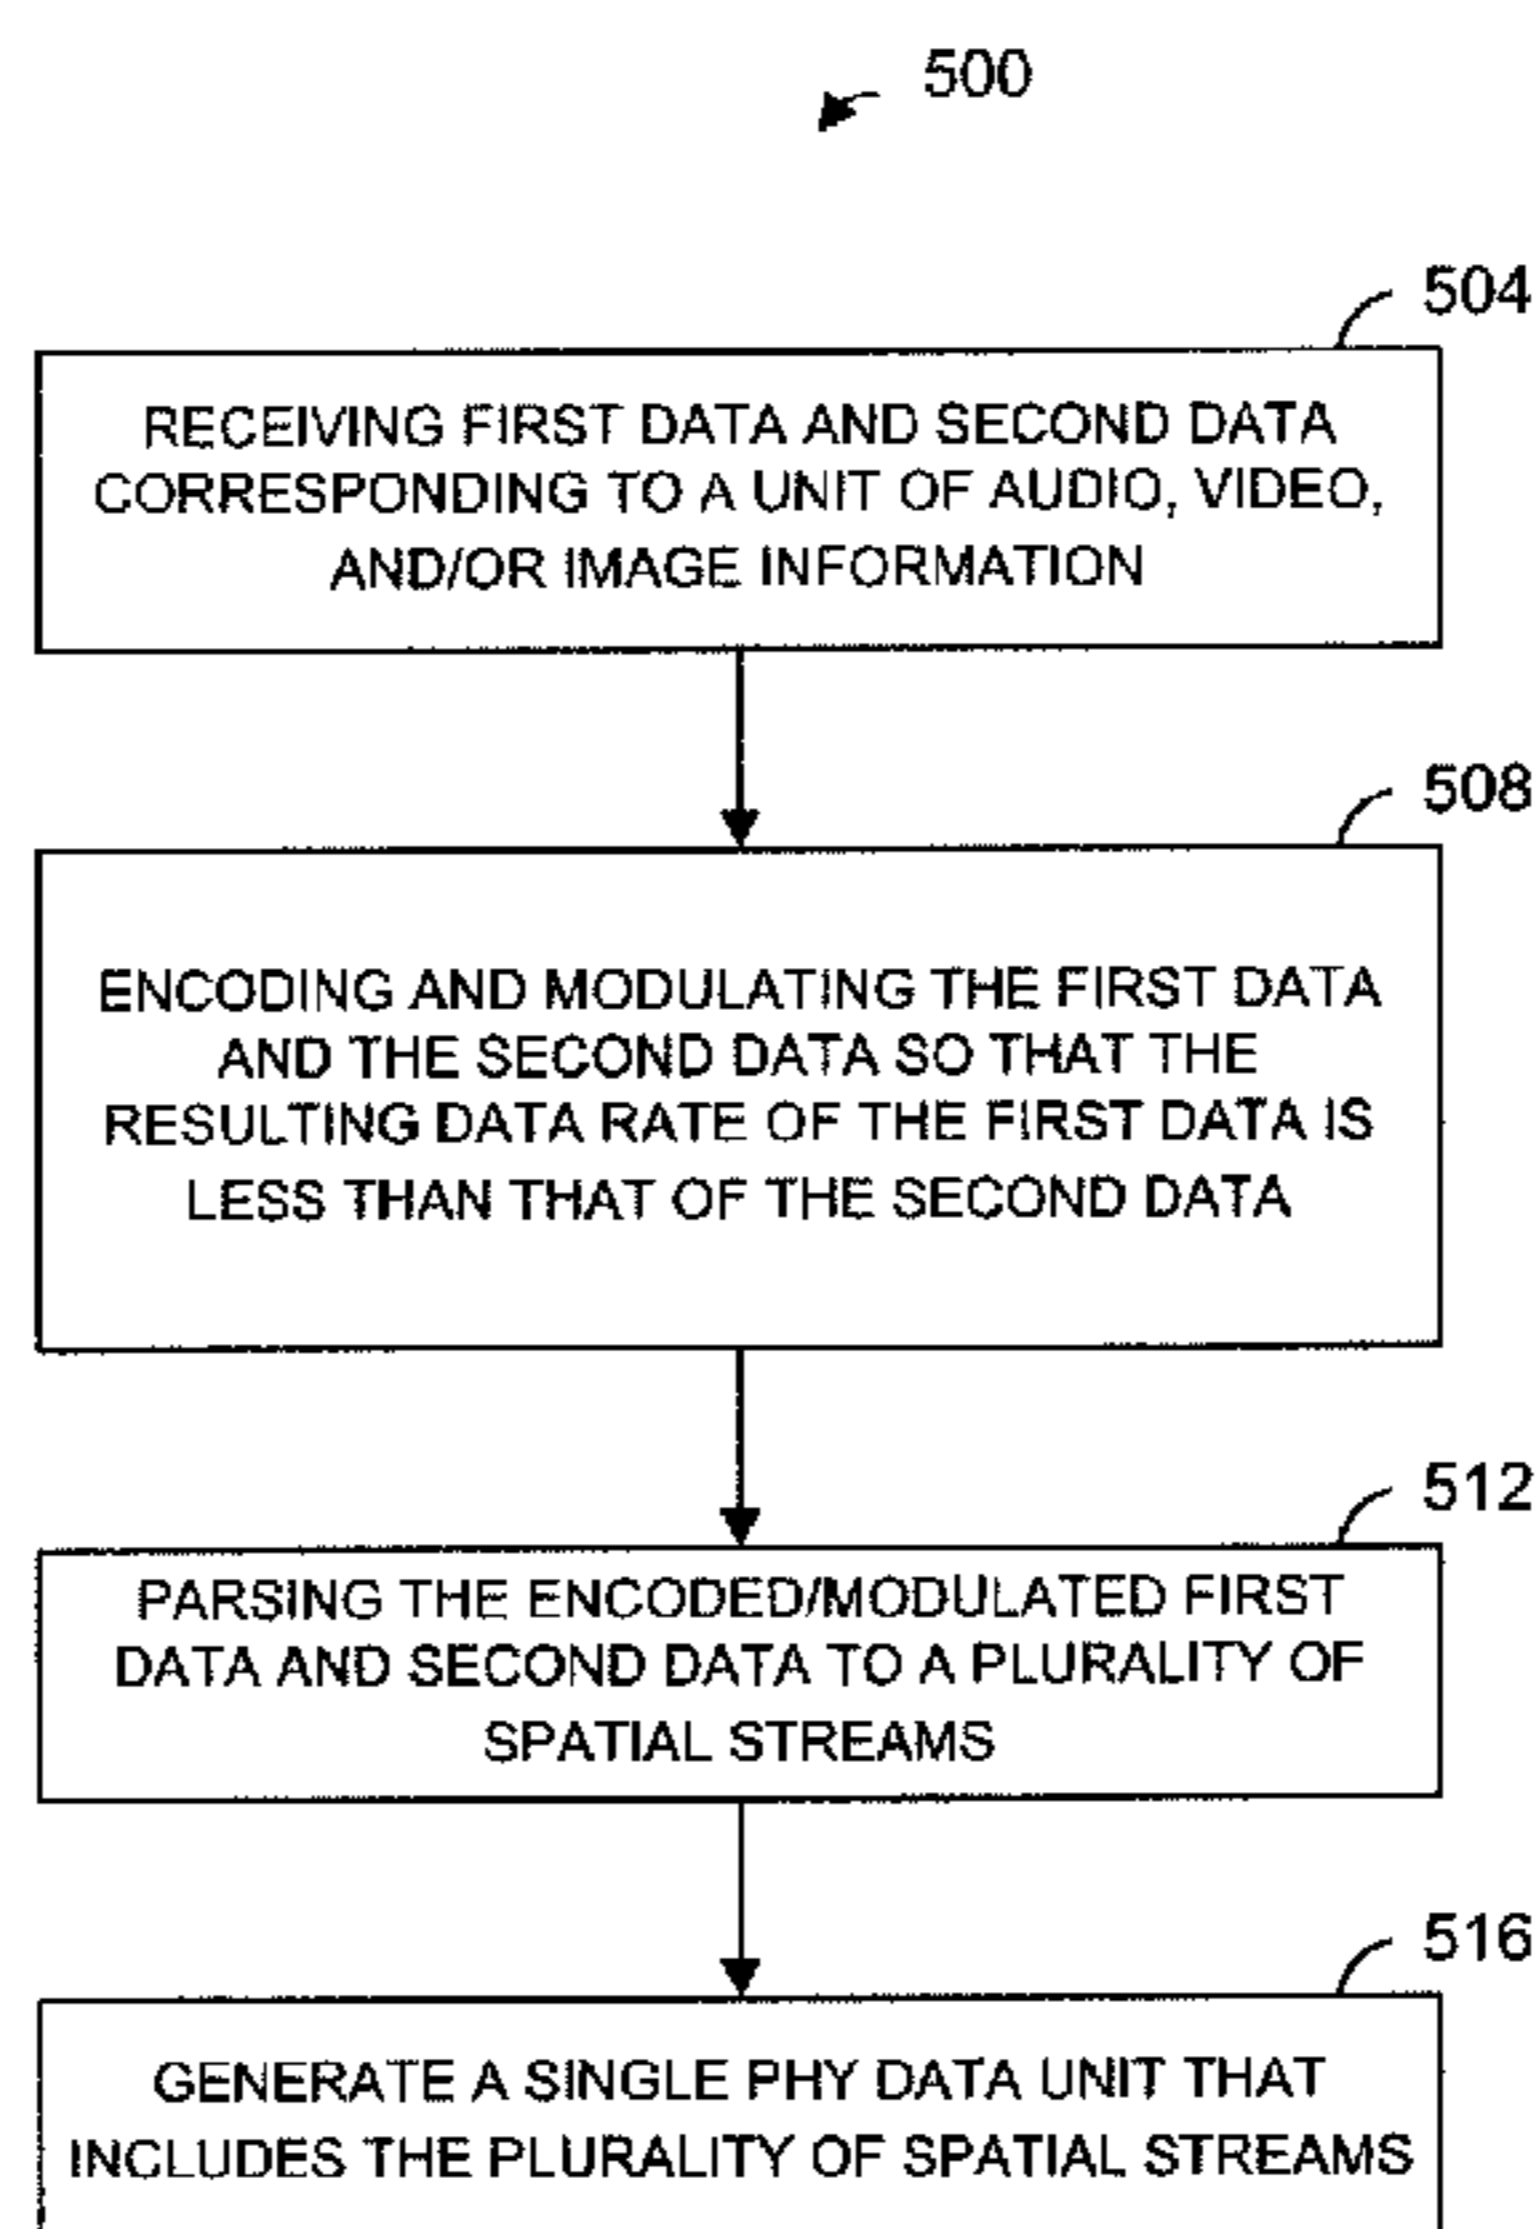 500
504
RECEIVING FIRST DATA AND SECOND DATA
CORRESPONDING TO A UNIT OF AUDIO, VIDEO,
AND/OR IMAGE INFORMATION
508
ENCODING AND MODULATING THE FIRST DATA
AND THE SECOND DATA SO THAT THE
RESULTING DATA RATE OF THE FIRST DATA IS
LESS THAN THAT OF THE SECOND DATA
512
PARSING THE ENCODED/MODULATED FIRST
DATA AND SECOND DATA TO A PLURALITY OF
SPATIAL STREAMS
516
GENERATE A SINGLE PHY DATA UNIT THAT
INCLUDES THE PLURALITY OF SPATIAL STREAMS